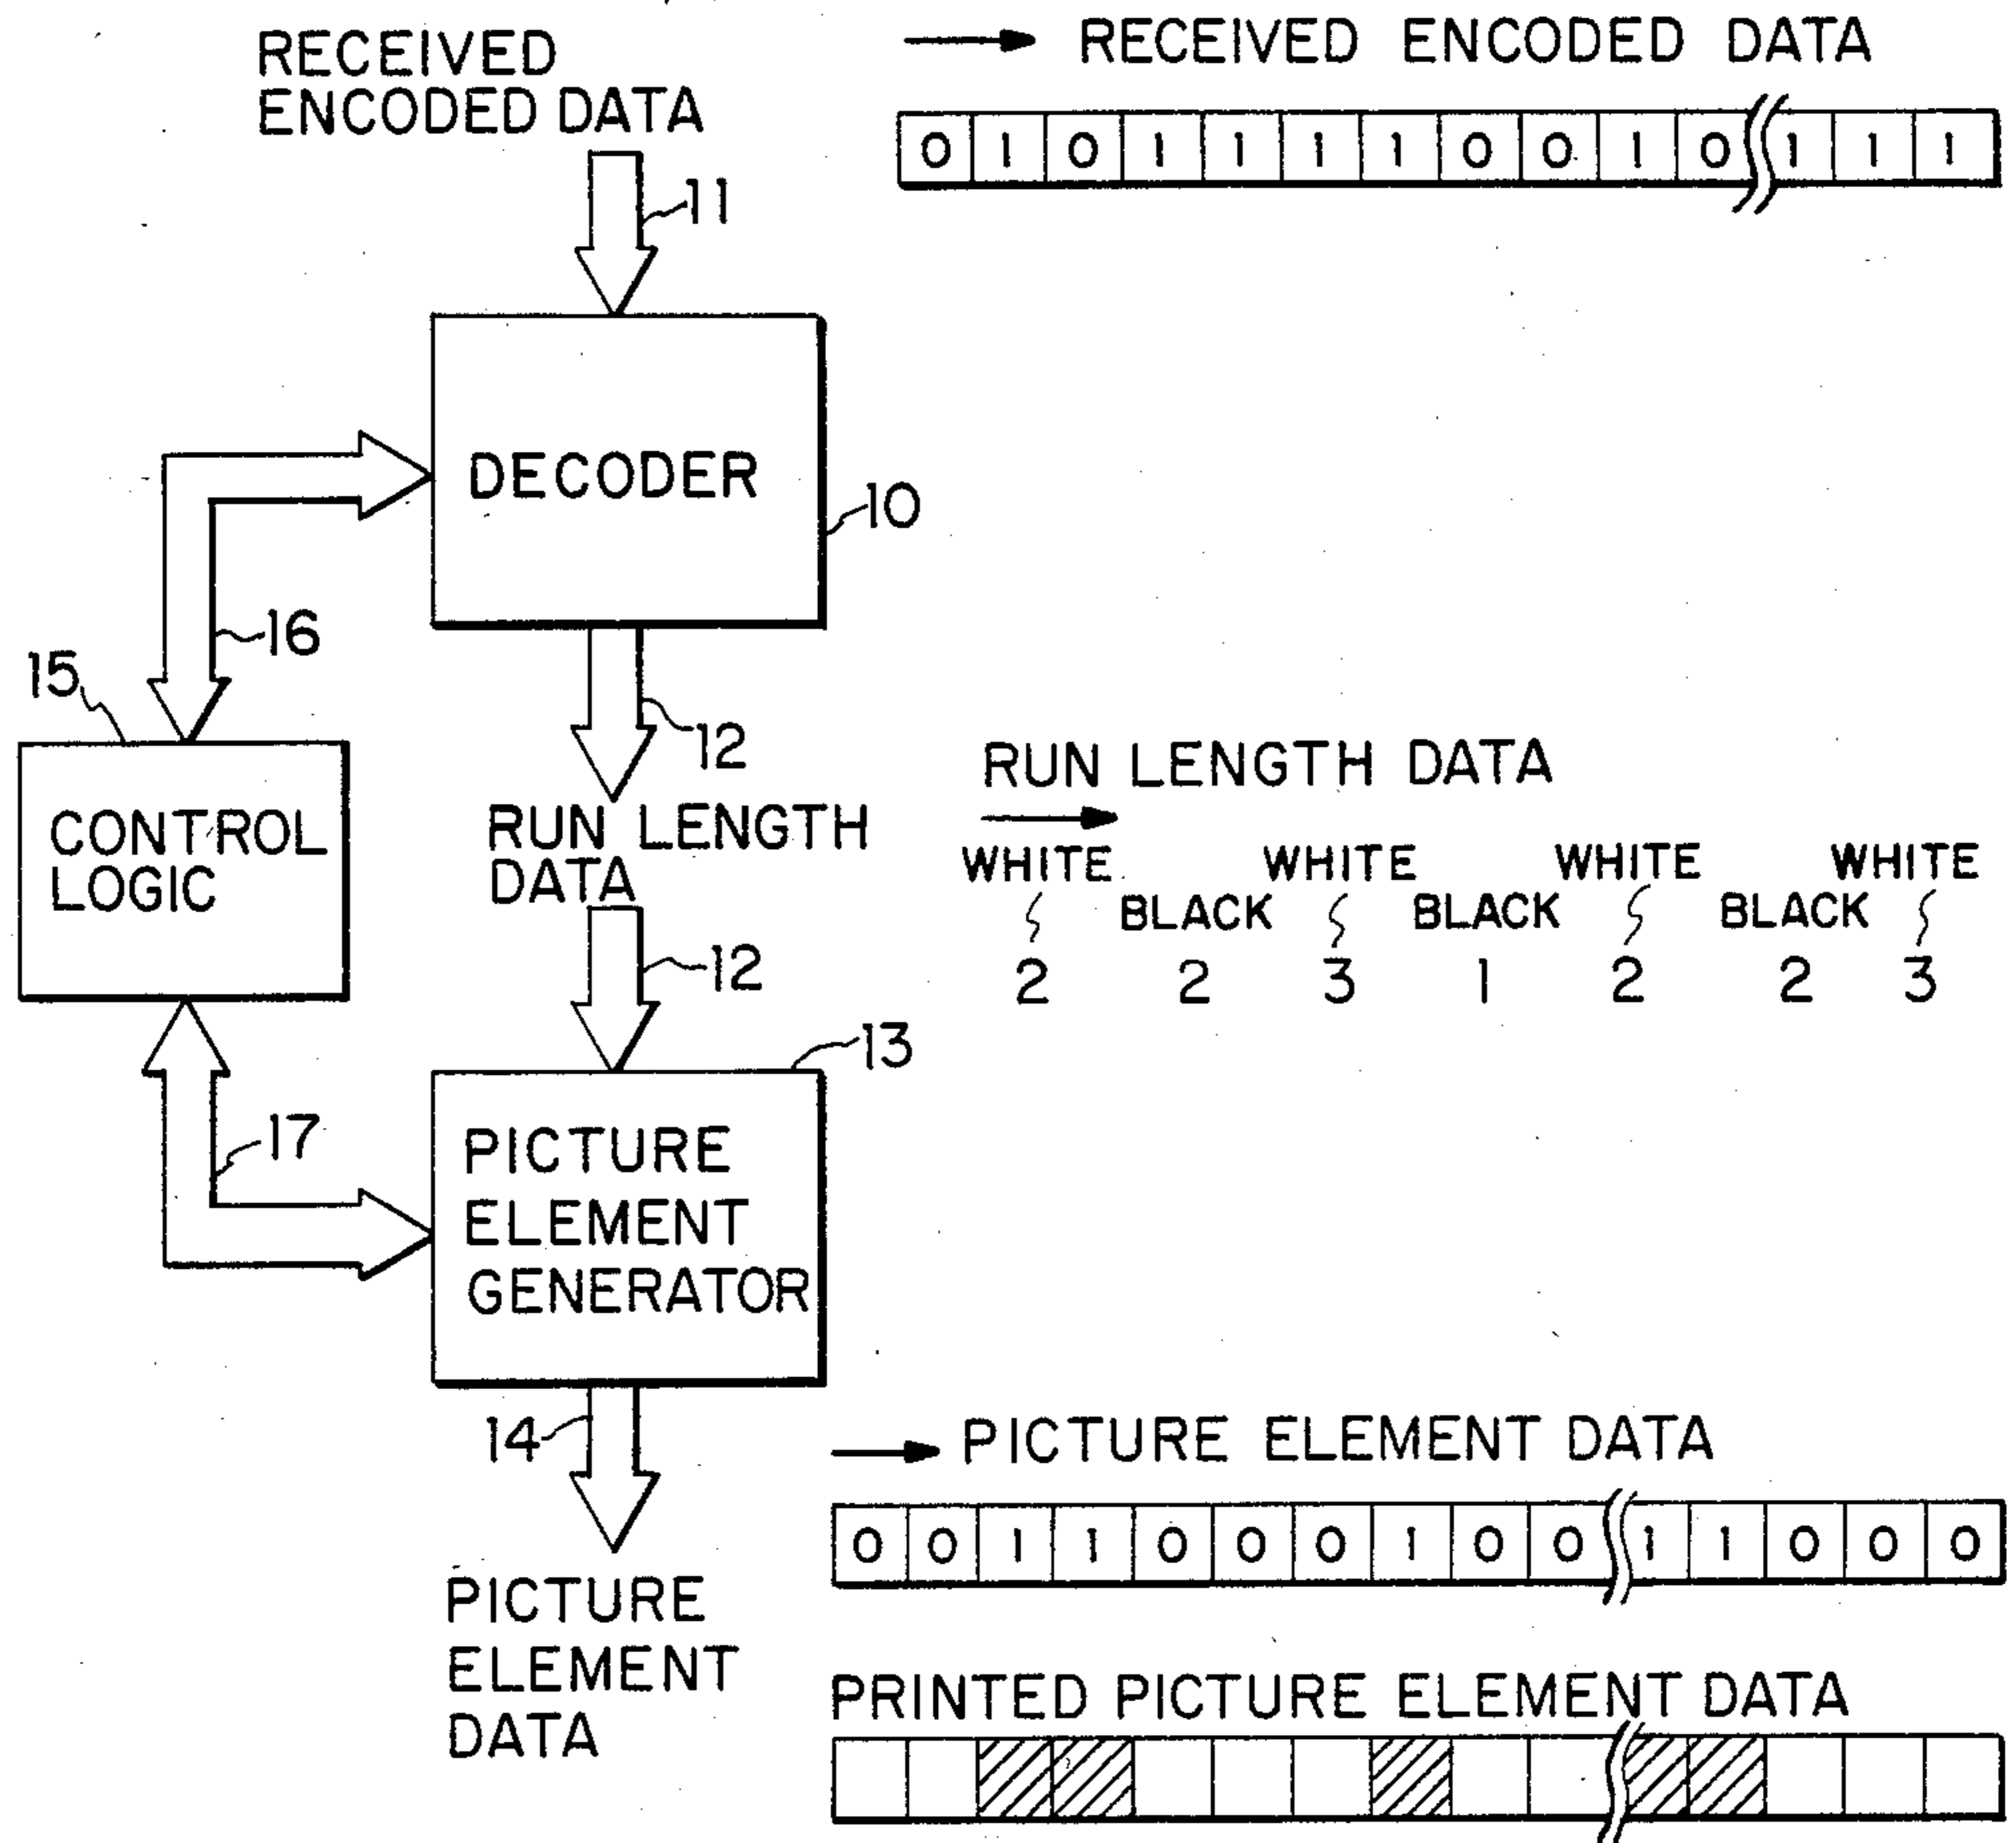 RECEIVED
ENCODED DATA
11
DECODER
10
16
15
12
CONTROL
LOGIC
RUN LENGTH
DATA
12
13
17
PICTURE
ELEMENT
GENERATOR
14
PICTURE
ELEMENT
DATA
RECEIVED ENCODED DATA
0 1 0 1 1 1 1 0 0 1 0 1 1 1
RUN LENGTH DATA
WHITE WHITE WHITE WHITE
BLACK BLACK BLACK
2 2 3 1 2 2 3
PICTURE ELEMENT DATA
0 0 1 1 0 0 0 1 0 0 1 1 0 0 0
PRINTED PICTURE ELEMENT DATA